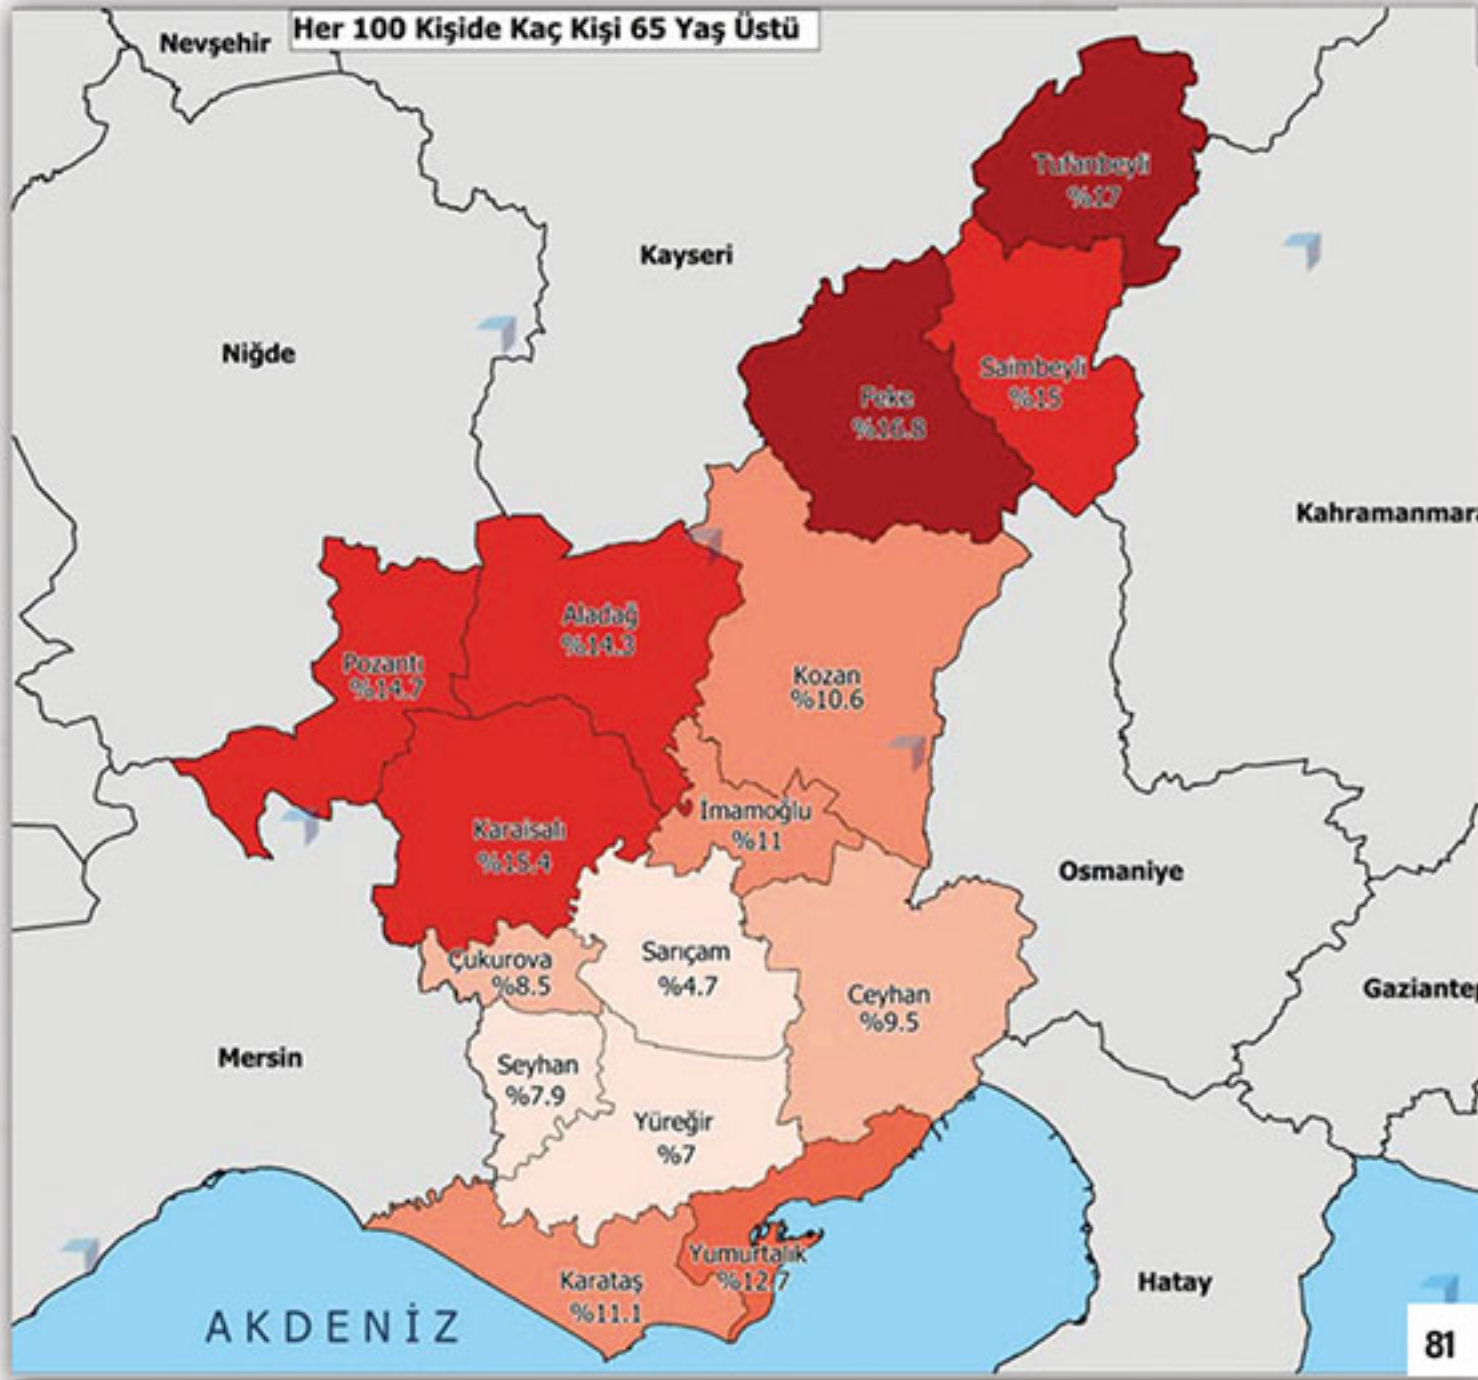 Her 100 Kişide Kaç Kişi 65 Yaş Üstü
Nevşehir
Tufanbeyli
%17
Kayseri
Niğde
Saimbeyli
%15
Feke
%16.8
Kahramanmara
Aladağ
%14.3
Pozantı
%14.7
Kozan
%10.6
İmamoğlu
%11
Karaisalı
%15.4
Osmaniye
Sarıçam
%4.7
Çukurova
%8.5
Ceyhan
%9.5
Gaziantep
Mersin
Seyhan
%7.9
Yüreğir
%7
Yumurtalık
%12.7
Karataş
%11.1
Hatay
AKDENİZ
81